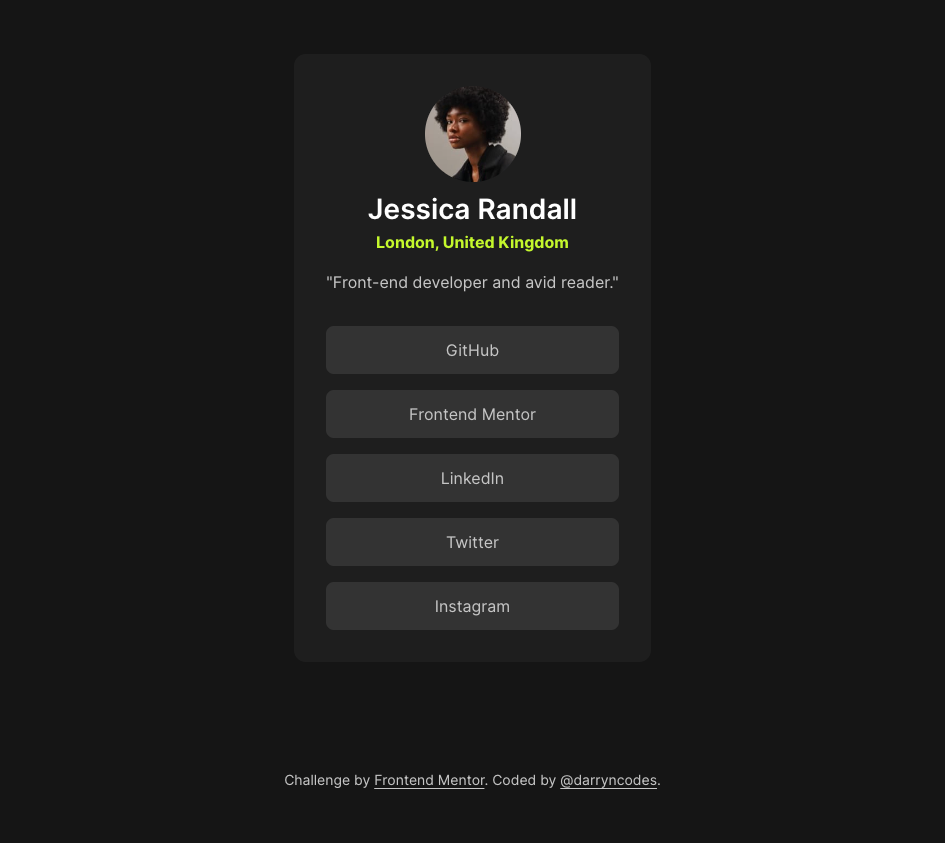 Jessica Randall
London, United Kingdom
"Front-end developer and avid reader."
GitHub
Frontend Mentor
LinkedIn
Twitter
Instagram
Challenge by Frontend Mentor. Coded by @darryncodes.